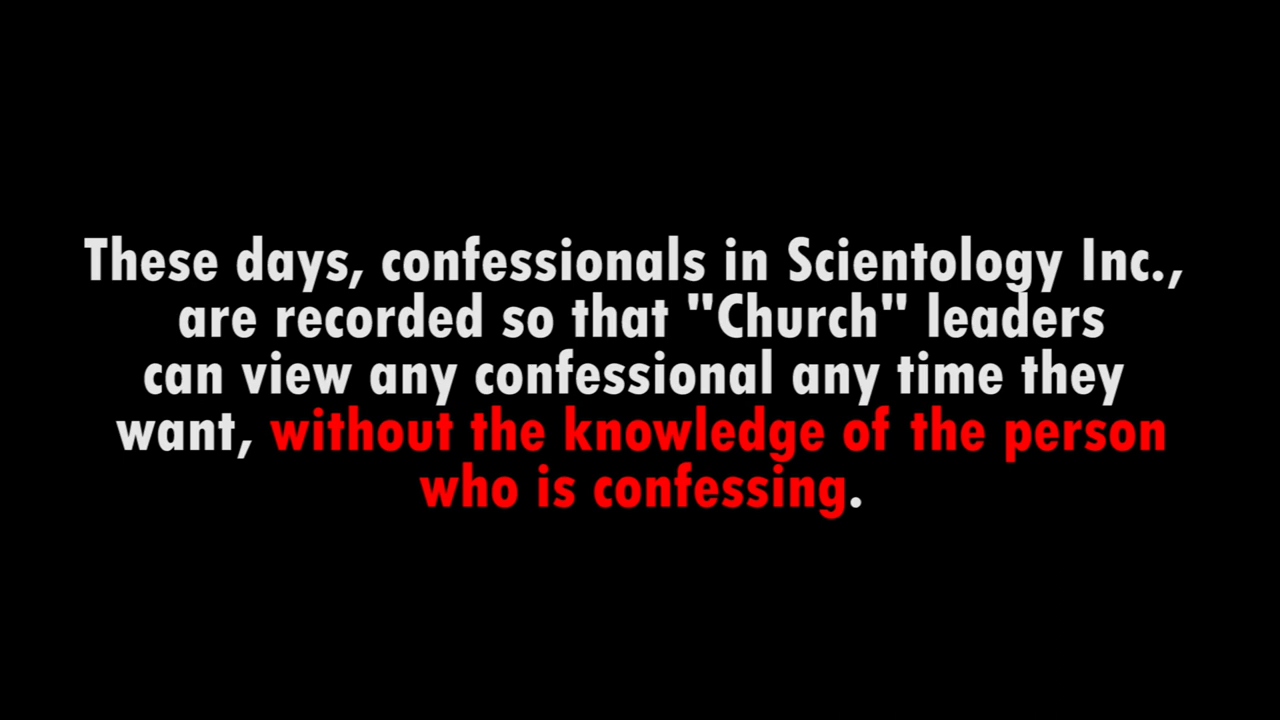 These days, confessionals in Scientology Inc.,
are recorded so that "Church" leaders
can view any confessional any time they
want, without the knowledge of the person
who is confessing.